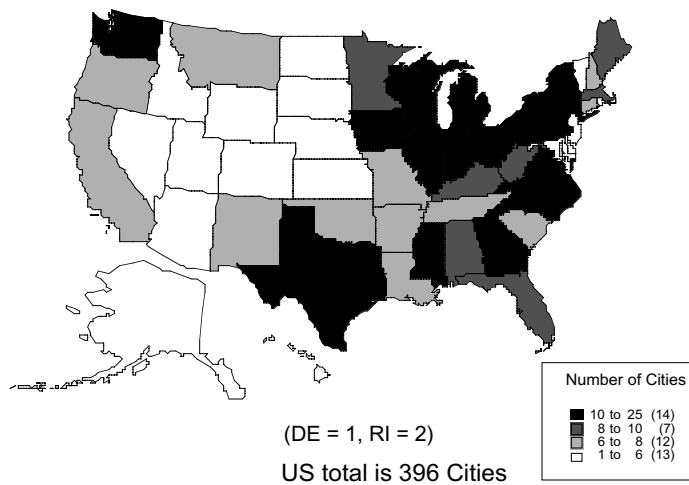 Number of Cities
10 to 25 (14)
8 to 10 (7)
6 to 8 (12)
1 to 6 (13)
(DE = 1, RI = 2)
US total is 396 Cities